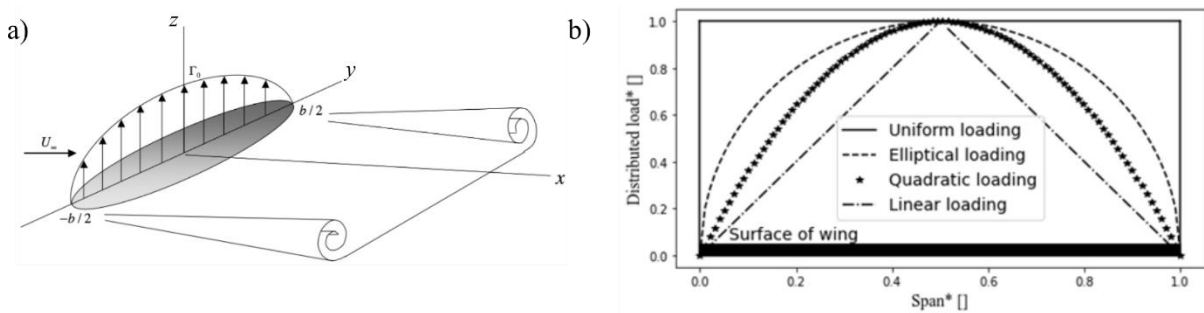 a)
z
Γ₀
y
b/2
U∞
x
−b/2
b)
Distributed load* []
1.0
0.8
0.6
0.4
0.2
0.0
Uniform loading
Elliptical loading
Quadratic loading
Linear loading
Surface of wing
0.0 0.2 0.4 0.6 0.8 1.0
Span* []